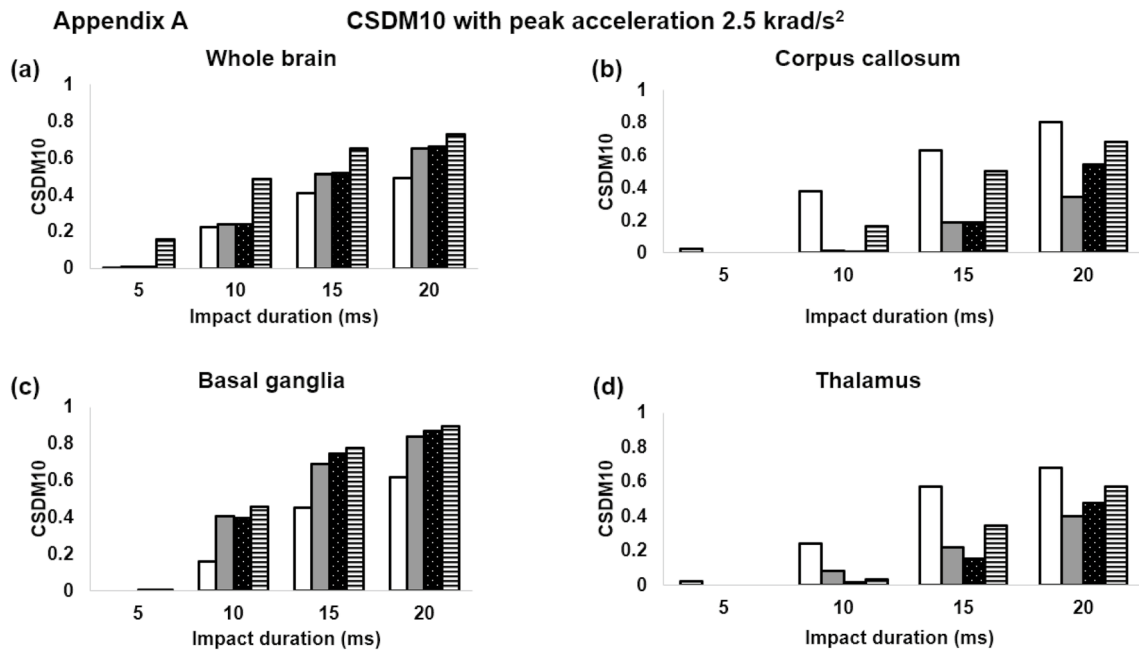 Appendix A CSDM10 with peak acceleration 2.5 krad/s²
(a) Whole brain
1
0.8
0.6
0.4
0.2
0
CSDM10
5 10 15 20
Impact duration (ms)
(b) Corpus callosum
1
0.8
0.6
0.4
0.2
0
CSDM10
5 10 15 20
Impact duration (ms)
(c) Basal ganglia
1
0.8
0.6
0.4
0.2
0
CSDM10
5 10 15 20
Impact duration (ms)
(d) Thalamus
1
0.8
0.6
0.4
0.2
0
CSDM10
5 10 15 20
Impact duration (ms)